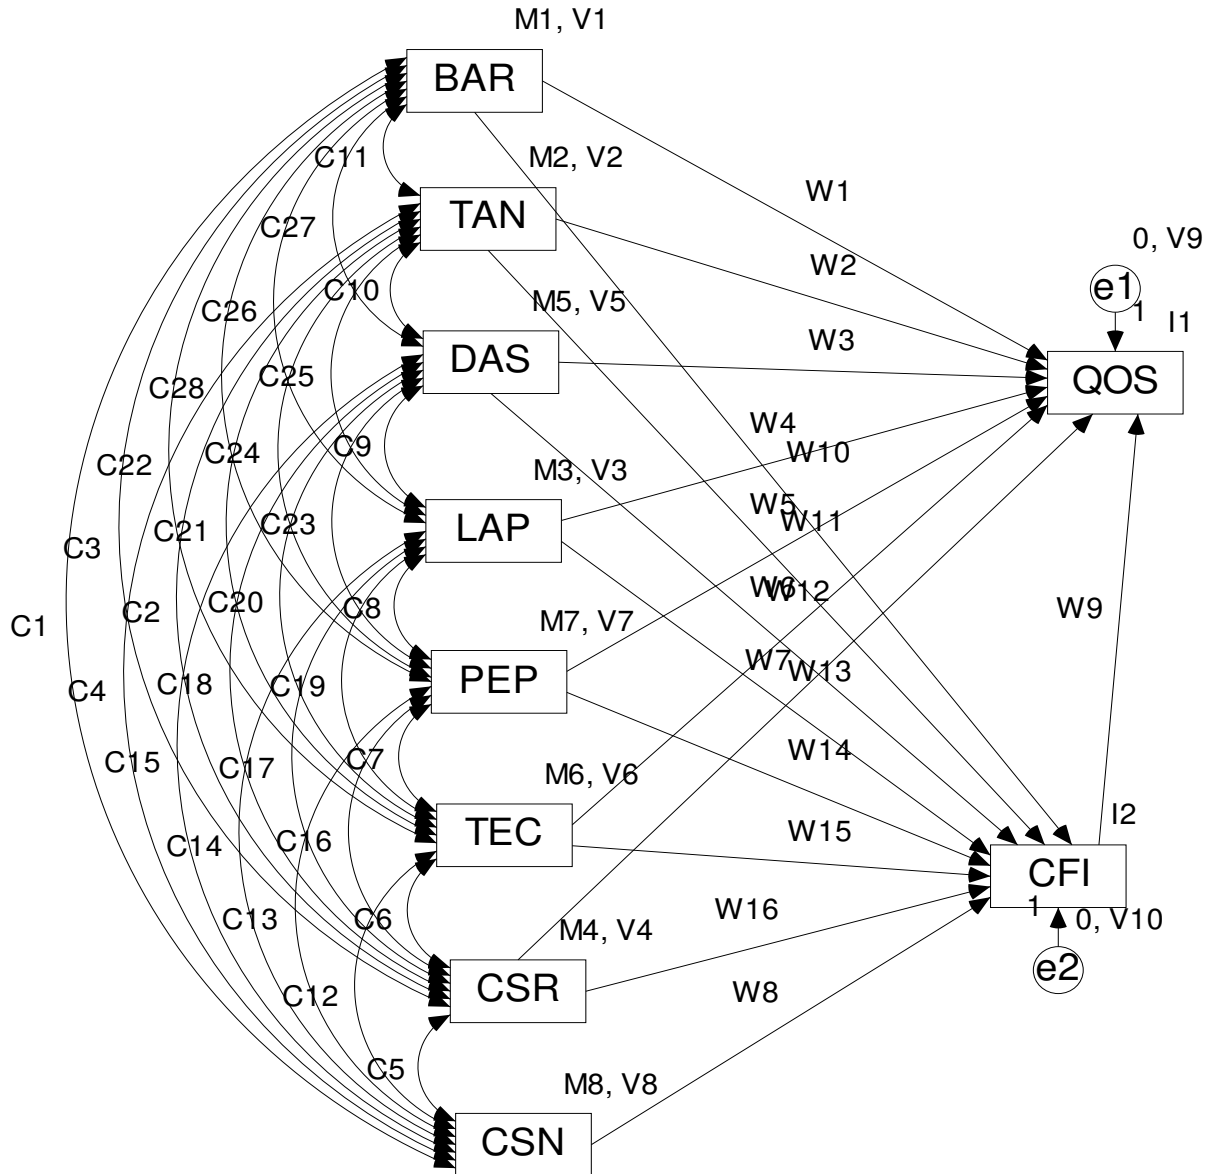 M1, V1
BAR
C11
M2, V2
W1
TAN
C27
W2
0, V9
e1
1
I1
C10
M5, V5
C26
W3
DAS
QOS
C28
C25
W4
C9
W10
C24
C22
M3, V3
W5
W11
C21
C23
LAP
C3
W6
W12
C20
C8
C2
W9
C1
M7, V7
W7
W13
PEP
C18
C19
C4
W14
C7
C15
C17
M6, V6
I2
TEC
W15
C16
C14
CFI
1
0, V10
W16
C6
C13
M4, V4
e2
CSR
W8
C12
C5
M8, V8
CSN